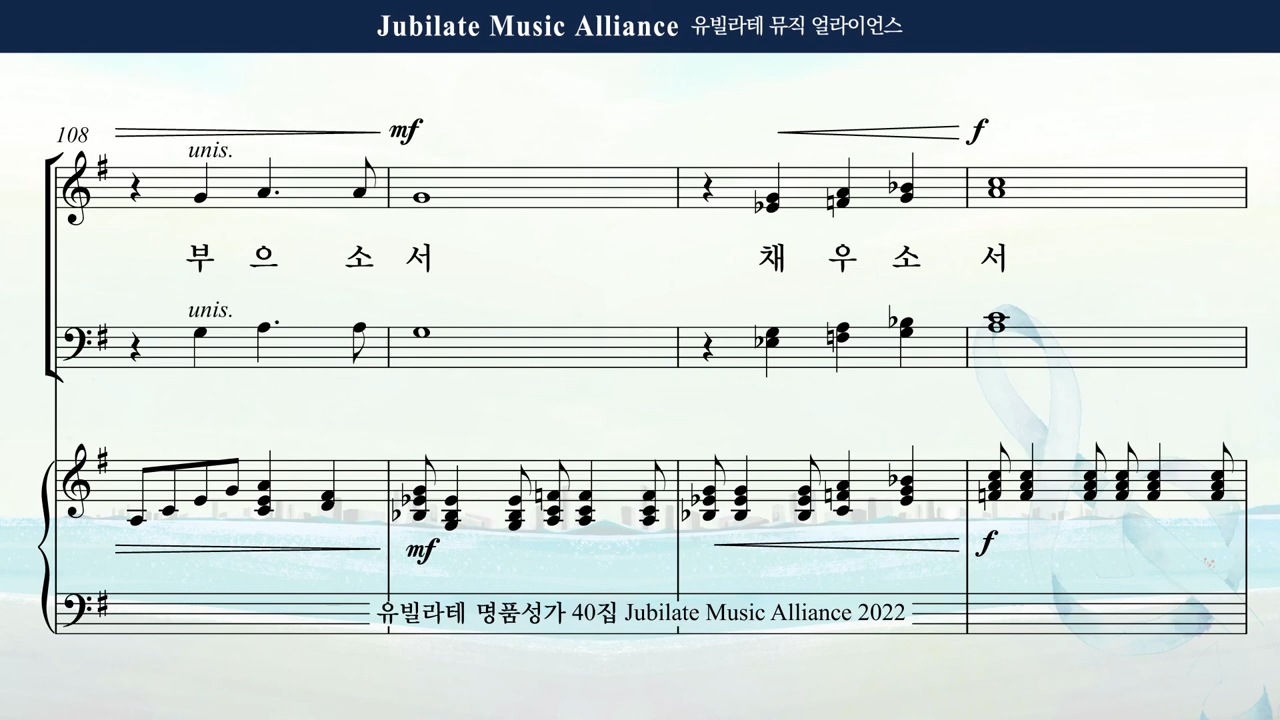 Jubilate Music Alliance 유빌라테 뮤직 얼라이언스
108
mf
f
unis.
부 으 소 서 채 우 소 서
unis.
mf
f
유빌라테 명품성가 40집 Jubilate Music Alliance 2022